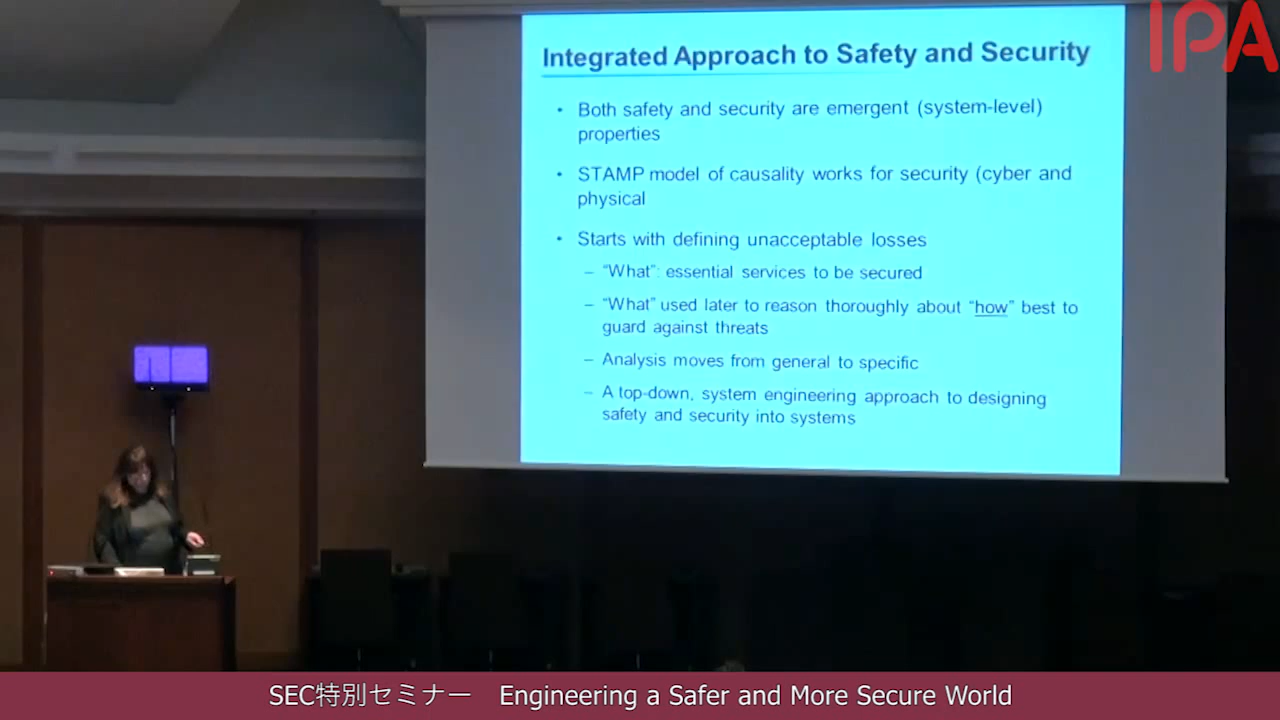 IPA
Integrated Approach to Safety and Security
• Both safety and security are emergent (system-level)
properties
• STAMP model of causality works for security (cyber and
physical
• Starts with defining unacceptable losses
– “What”: essential services to be secured
– “What” used later to reason thoroughly about “how” best to
guard against threats
– Analysis moves from general to specific
– A top-down, system engineering approach to designing
safety and security into systems
SEC特別セミナー Engineering a Safer and More Secure World